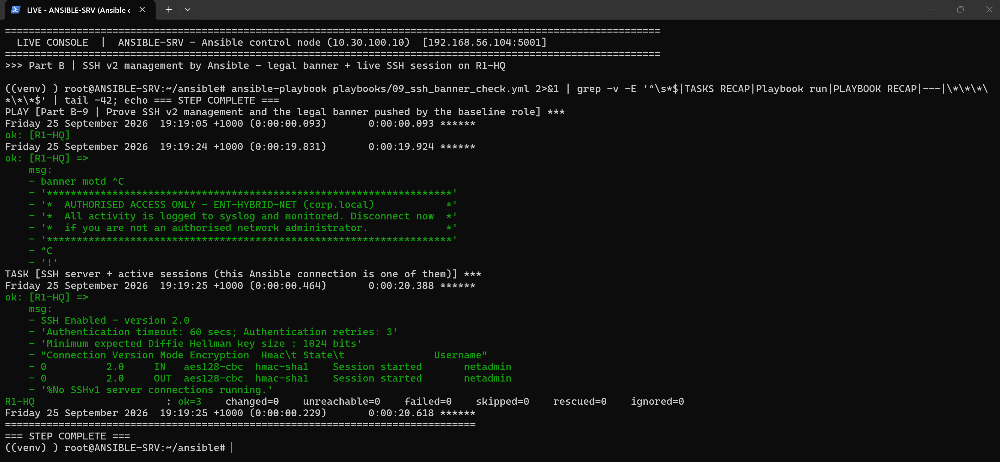 LIVE - ANSIBLE-SRV (Ansible c
==============================================================================================================
  LIVE CONSOLE  |  ANSIBLE-SRV - Ansible control node (10.30.100.10)  [192.168.56.104:5001]
==============================================================================================================
>>> Part B | SSH v2 management by Ansible - legal banner + live SSH session on R1-HQ
((venv) ) root@ANSIBLE-SRV:~/ansible# ansible-playbook playbooks/09_ssh_banner_check.yml 2>&1 | grep -v -E '^\s*$|TASKS RECAP|Playbook run|PLAYBOOK RECAP|---|\*\*\*\
*\*\*$' | tail -42; echo === STEP COMPLETE ===
PLAY [Part B-9 | Prove SSH v2 management and the legal banner pushed by the baseline role] ***
Friday 25 September 2026  19:19:05 +1000 (0:00:00.093)       0:00:00.093 ******
ok: [R1-HQ]
Friday 25 September 2026  19:19:24 +1000 (0:00:19.831)       0:00:19.924 ******
ok: [R1-HQ] =>
    msg:
    - banner motd ^C
    - '********************************************************************'
    - '*  AUTHORISED ACCESS ONLY - ENT-HYBRID-NET (corp.local)            *'
    - '*  All activity is logged to syslog and monitored. Disconnect now  *'
    - '*  if you are not an authorised network administrator.             *'
    - '********************************************************************'
    - ^C
    - '!'
TASK [SSH server + active sessions (this Ansible connection is one of them)] ***
Friday 25 September 2026  19:19:25 +1000 (0:00:00.464)       0:00:20.388 ******
ok: [R1-HQ] =>
    msg:
    - SSH Enabled - version 2.0
    - 'Authentication timeout: 60 secs; Authentication retries: 3'
    - 'Minimum expected Diffie Hellman key size : 1024 bits'
    - "Connection Version Mode Encryption  Hmac\t State\t               Username"
    - 0          2.0     IN   aes128-cbc  hmac-sha1    Session started       netadmin
    - 0          2.0     OUT  aes128-cbc  hmac-sha1    Session started       netadmin
    - '%No SSHv1 server connections running.'
R1-HQ                      : ok=3    changed=0    unreachable=0    failed=0    skipped=0    rescued=0    ignored=0
Friday 25 September 2026  19:19:25 +1000 (0:00:00.229)       0:00:20.618 ******
===============================================================================
=== STEP COMPLETE ===
((venv) ) root@ANSIBLE-SRV:~/ansible#